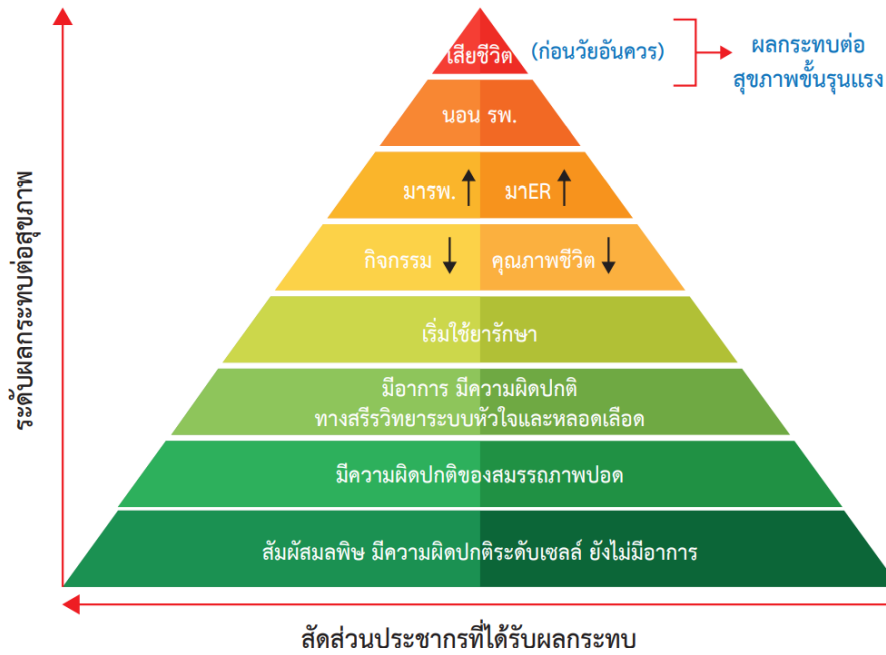 เสียชีวิต
(ก่อนวัยอันควร)
ผลกระทบต่อ
สุขภาพขั้นรุนแรง
นอน รพ.
มารพ.
มาER
กิจกรรม
คุณภาพชีวิต
เริ่มใช้ยารักษา
มีอาการ มีความผิดปกติ
ทางสรีรวิทยาระบบหัวใจและหลอดเลือด
มีความผิดปกติของสมรรถภาพปอด
สัมผัสมลพิษ มีความผิดปกติระดับเซลล์ ยังไม่มีอาการ
ระดับผลกระทบต่อสุขภาพ
สัดส่วนประชากรที่ได้รับผลกระทบ